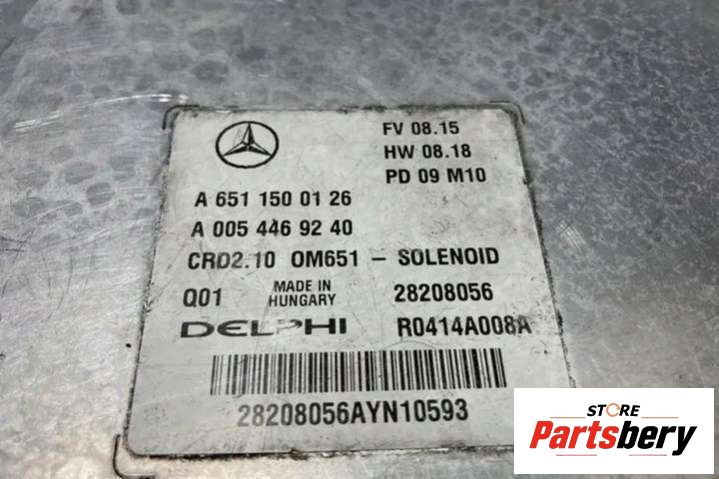 FV 08.15
HW 08.18
PD 09 M10
A 651 150 01 26
A 005 446 92 40
CRD2.10 OM651 - SOLENOID
Q01 MADE IN HUNGARY 28208056
DELPHI R0414A008A
28208056AYN10593
STORE
Partsbery